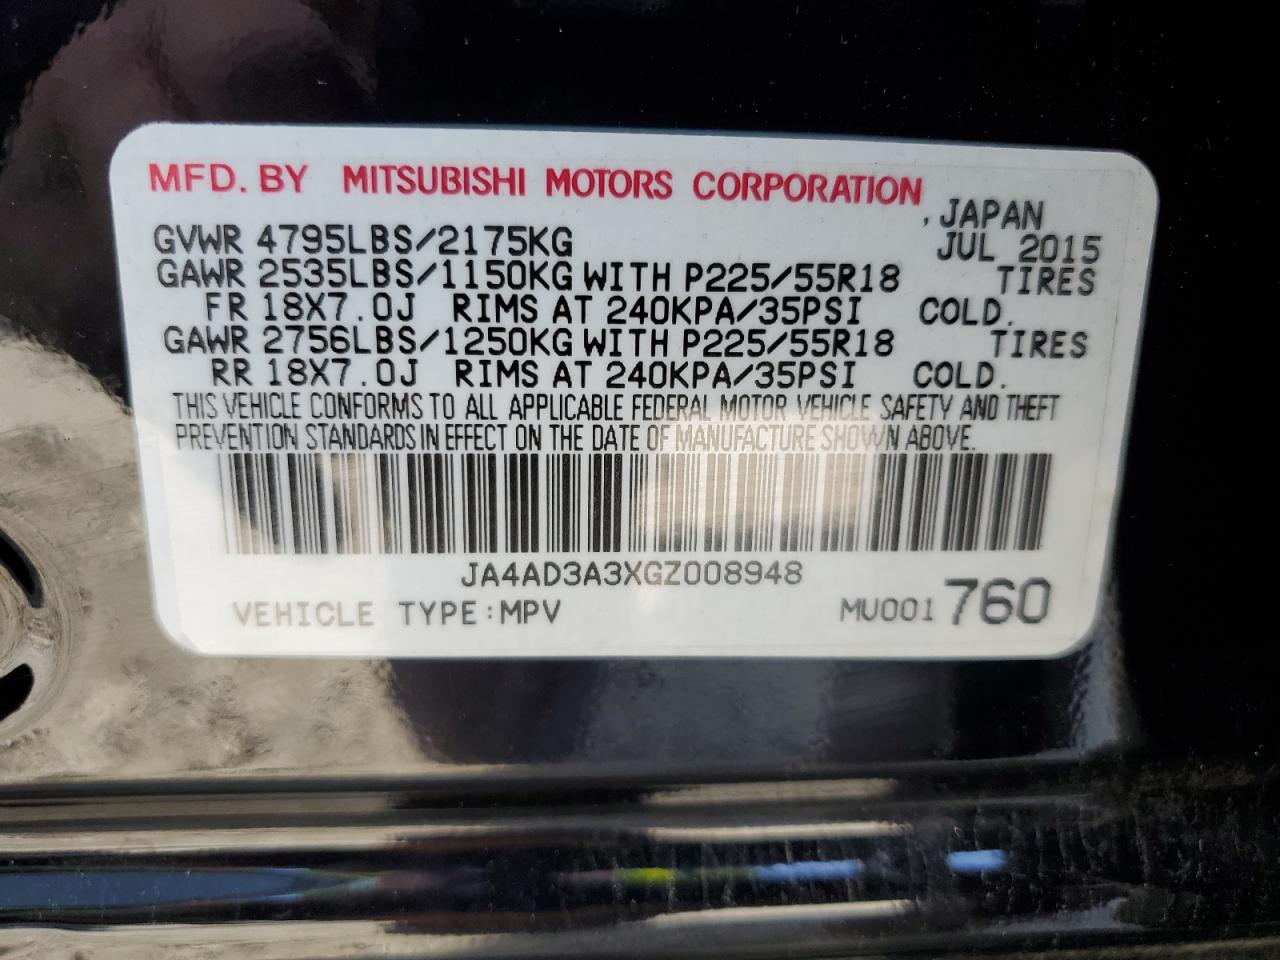 MFD. BY MITSUBISHI MOTORS CORPORATION
, JAPAN
GVWR 4795LBS/2175KG JUL 2015
GAWR 2535LBS/1150KG WITH P225/55R18 TIRES
FR 18X7.0J RIMS AT 240KPA/35PSI COLD.
GAWR 2756LBS/1250KG WITH P225/55R18 TIRES
RR 18X7.0J RIMS AT 240KPA/35PSI COLD.
THIS VEHICLE CONFORMS TO ALL APPLICABLE FEDERAL MOTOR VEHICLE SAFETY AND THEFT
PREVENTION STANDARDS IN EFFECT ON THE DATE OF MANUFACTURE SHOWN ABOVE.
JA4AD3A3XGZ008948
VEHICLE TYPE:MPV MU001 760